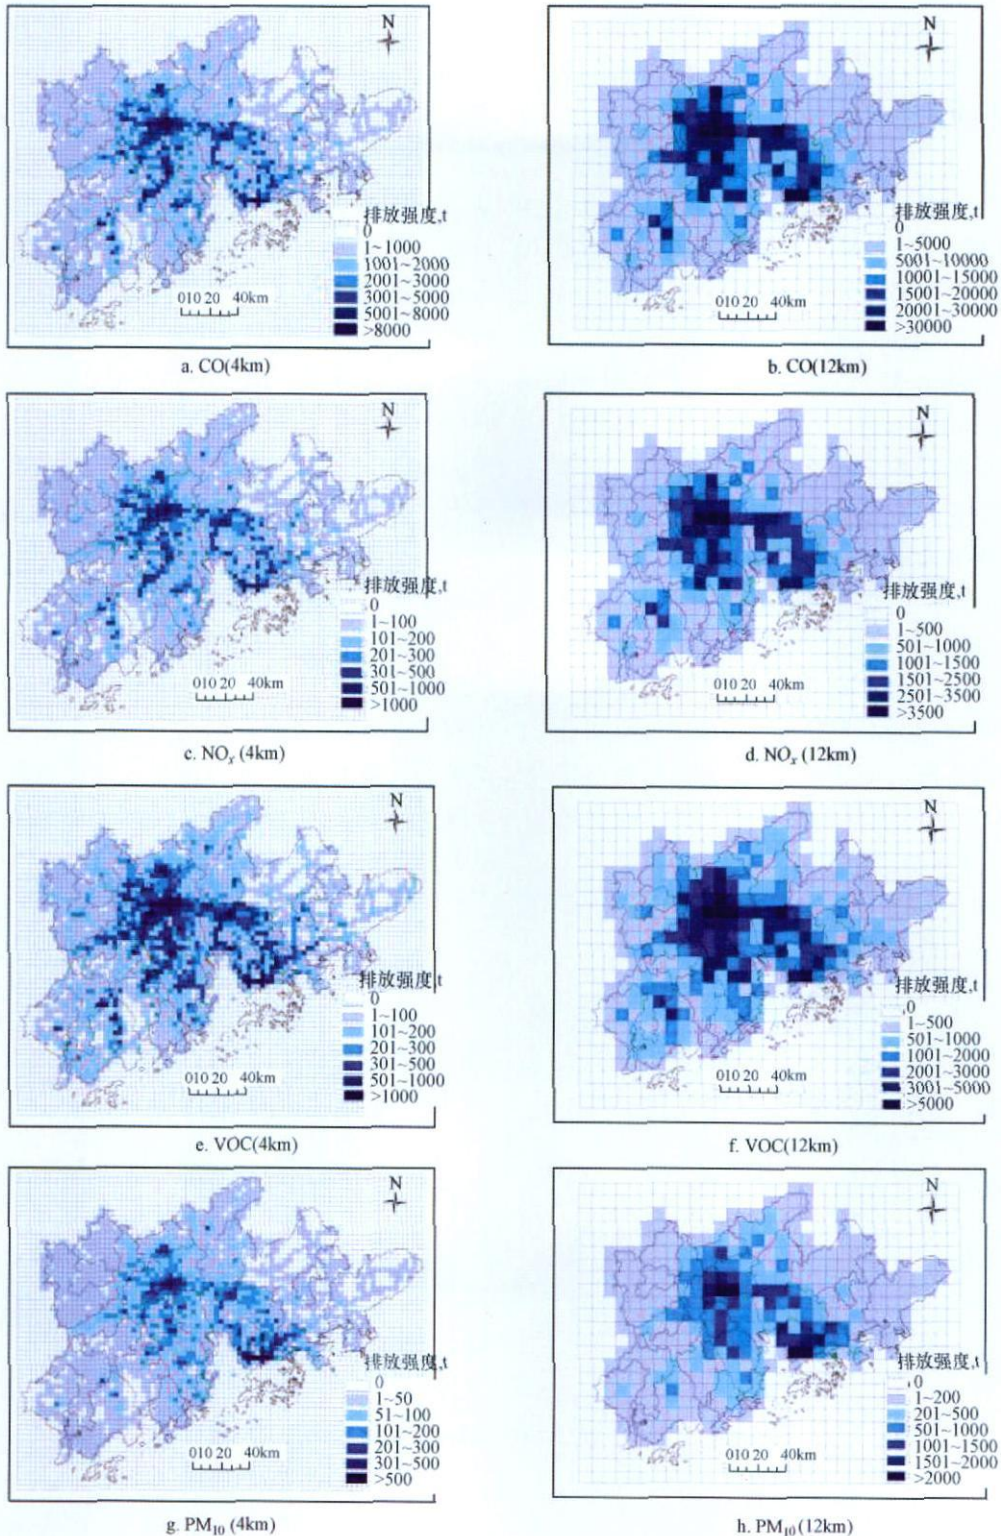 N
排放强度,t
0
1~1000
1001~2000
2001~3000
3001~5000
5001~8000
>8000
010 20 40km
a. CO(4km)
N
排放强度,t
0
1~5000
5001~10000
10001~15000
15001~20000
20001~30000
>30000
010 20 40km
b. CO(12km)
N
排放强度,t
0
1~100
101~200
201~300
301~500
501~1000
>1000
010 20 40km
c. NOₓ (4km)
N
排放强度,t
0
1~500
501~1000
1001~1500
1501~2500
2501~3500
>3500
010 20 40km
d. NOₓ (12km)
N
排放强度,t
0
1~100
101~200
201~300
301~500
501~1000
>1000
010 20 40km
e. VOC(4km)
N
排放强度,t
0
1~500
501~1000
1001~2000
2001~3000
3001~5000
>5000
010 20 40km
f. VOC(12km)
N
排放强度,t
0
1~50
51~100
101~200
201~300
301~500
>500
010 20 40km
g. PM₁₀ (4km)
N
排放强度,t
0
1~200
201~500
501~1000
1001~1500
1501~2000
>2000
010 20 40km
h. PM₁₀ (12km)